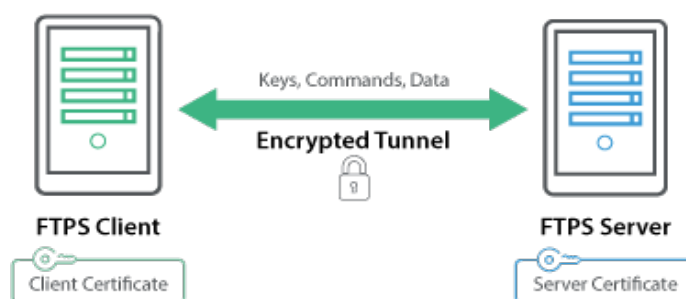 Keys, Commands, Data
Encrypted Tunnel
FTPS Client
FTPS Server
Client Certificate
Server Certificate